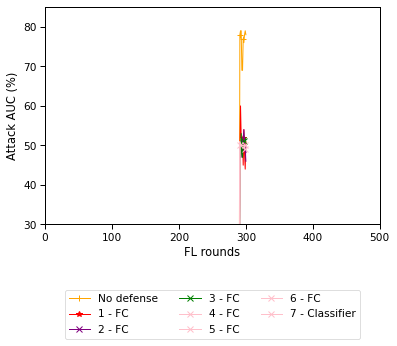 80
70
60
50
40
30
Attack AUC (%)
0 100 200 300 400 500
FL rounds
No defense 3 - FC 6 - FC
1 - FC 4 - FC 7 - Classifier
2 - FC 5 - FC